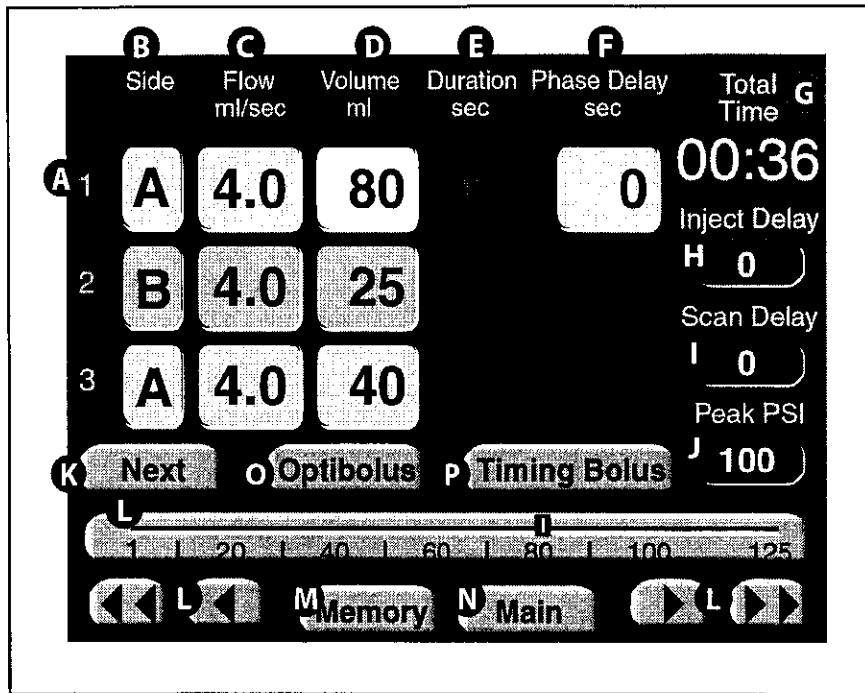 B C D E F
Side Flow Volume Duration Phase Delay Total G
ml/sec ml sec sec Time
00:36
A 1 A 4.0 80 0
Inject Delay
H 0
2 B 4.0 25
Scan Delay
I 0
3 A 4.0 40
Peak PSI
J 100
K Next O Optibolus P Timing Bolus
L
1 20 40 60 80 100 125
L M Memory N Main L